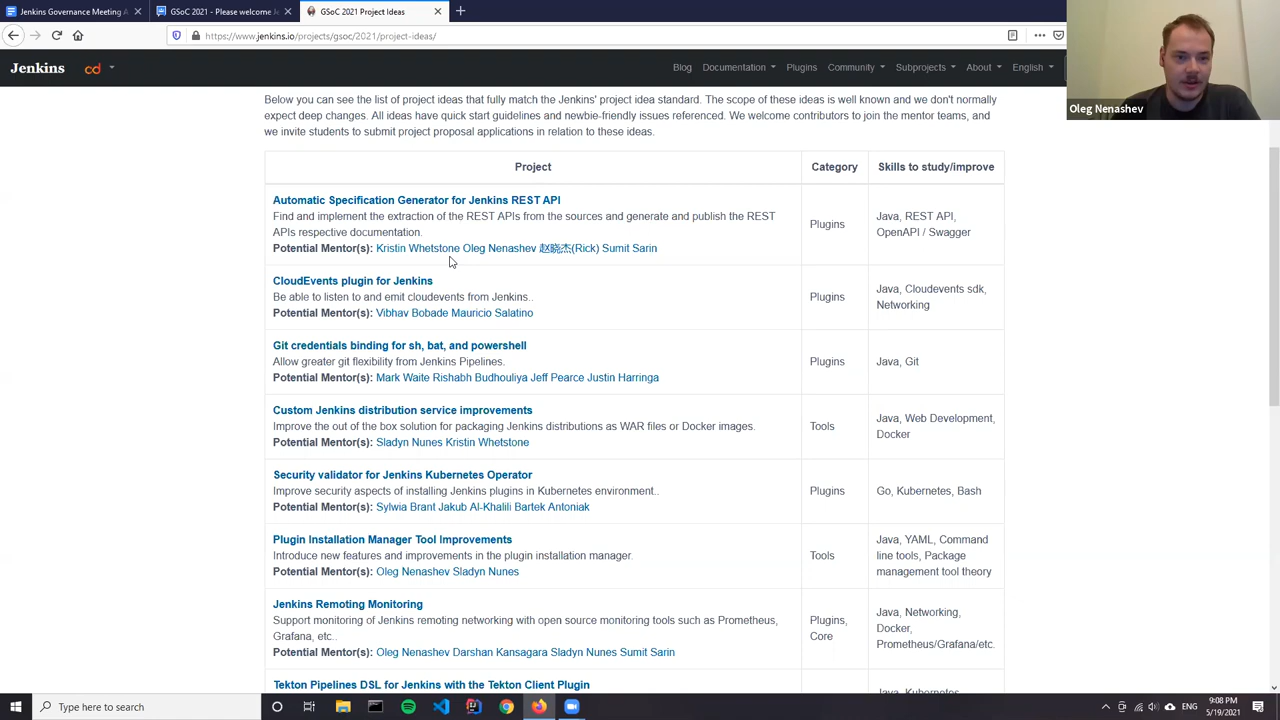 Jenkins Governance Meeting A
GSoC 2021 - Please welcome J
GSoC 2021 Project Ideas
https://www.jenkins.io/projects/gsoc/2021/project-ideas/
Jenkins
cd
Blog Documentation Plugins Community Subprojects About English
Oleg Nenashev
Below you can see the list of project ideas that fully match the Jenkins' project idea standard. The scope of these ideas is well known and we don't normally
expect deep changes. All ideas have quick start guidelines and newbie-friendly issues referenced. We welcome contributors to join the mentor teams, and
we invite students to submit project proposal applications in relation to these ideas.
Project Category Skills to study/improve
Automatic Specification Generator for Jenkins REST API
Find and implement the extraction of the REST APIs from the sources and generate and publish the REST
APIs respective documentation.
Potential Mentor(s): Kristin Whetstone Oleg Nenashev 赵晓杰(Rick) Sumit Sarin
Plugins
Java, REST API,
OpenAPI / Swagger
CloudEvents plugin for Jenkins
Be able to listen to and emit cloudevents from Jenkins..
Potential Mentor(s): Vibhav Bobade Mauricio Salatino
Plugins
Java, Cloudevents sdk,
Networking
Git credentials binding for sh, bat, and powershell
Allow greater git flexibility from Jenkins Pipelines.
Potential Mentor(s): Mark Waite Rishabh Budhouliya Jeff Pearce Justin Harringa
Plugins
Java, Git
Custom Jenkins distribution service improvements
Improve the out of the box solution for packaging Jenkins distributions as WAR files or Docker images.
Potential Mentor(s): Sladyn Nunes Kristin Whetstone
Tools
Java, Web Development,
Docker
Security validator for Jenkins Kubernetes Operator
Improve security aspects of installing Jenkins plugins in Kubernetes environment..
Potential Mentor(s): Sylwia Brant Jakub Al-Khalili Bartek Antoniak
Plugins
Go, Kubernetes, Bash
Plugin Installation Manager Tool Improvements
Introduce new features and improvements in the plugin installation manager.
Potential Mentor(s): Oleg Nenashev Sladyn Nunes
Tools
Java, YAML, Command
line tools, Package
management tool theory
Jenkins Remoting Monitoring
Support monitoring of Jenkins remoting networking with open source monitoring tools such as Prometheus,
Grafana, etc..
Potential Mentor(s): Oleg Nenashev Darshan Kansagara Sladyn Nunes Sumit Sarin
Plugins,
Core
Java, Networking,
Docker,
Prometheus/Grafana/etc.
Tekton Pipelines DSL for Jenkins with the Tekton Client Plugin
Java, Kubernetes
Type here to search
ENG
9:08 PM
5/19/2021